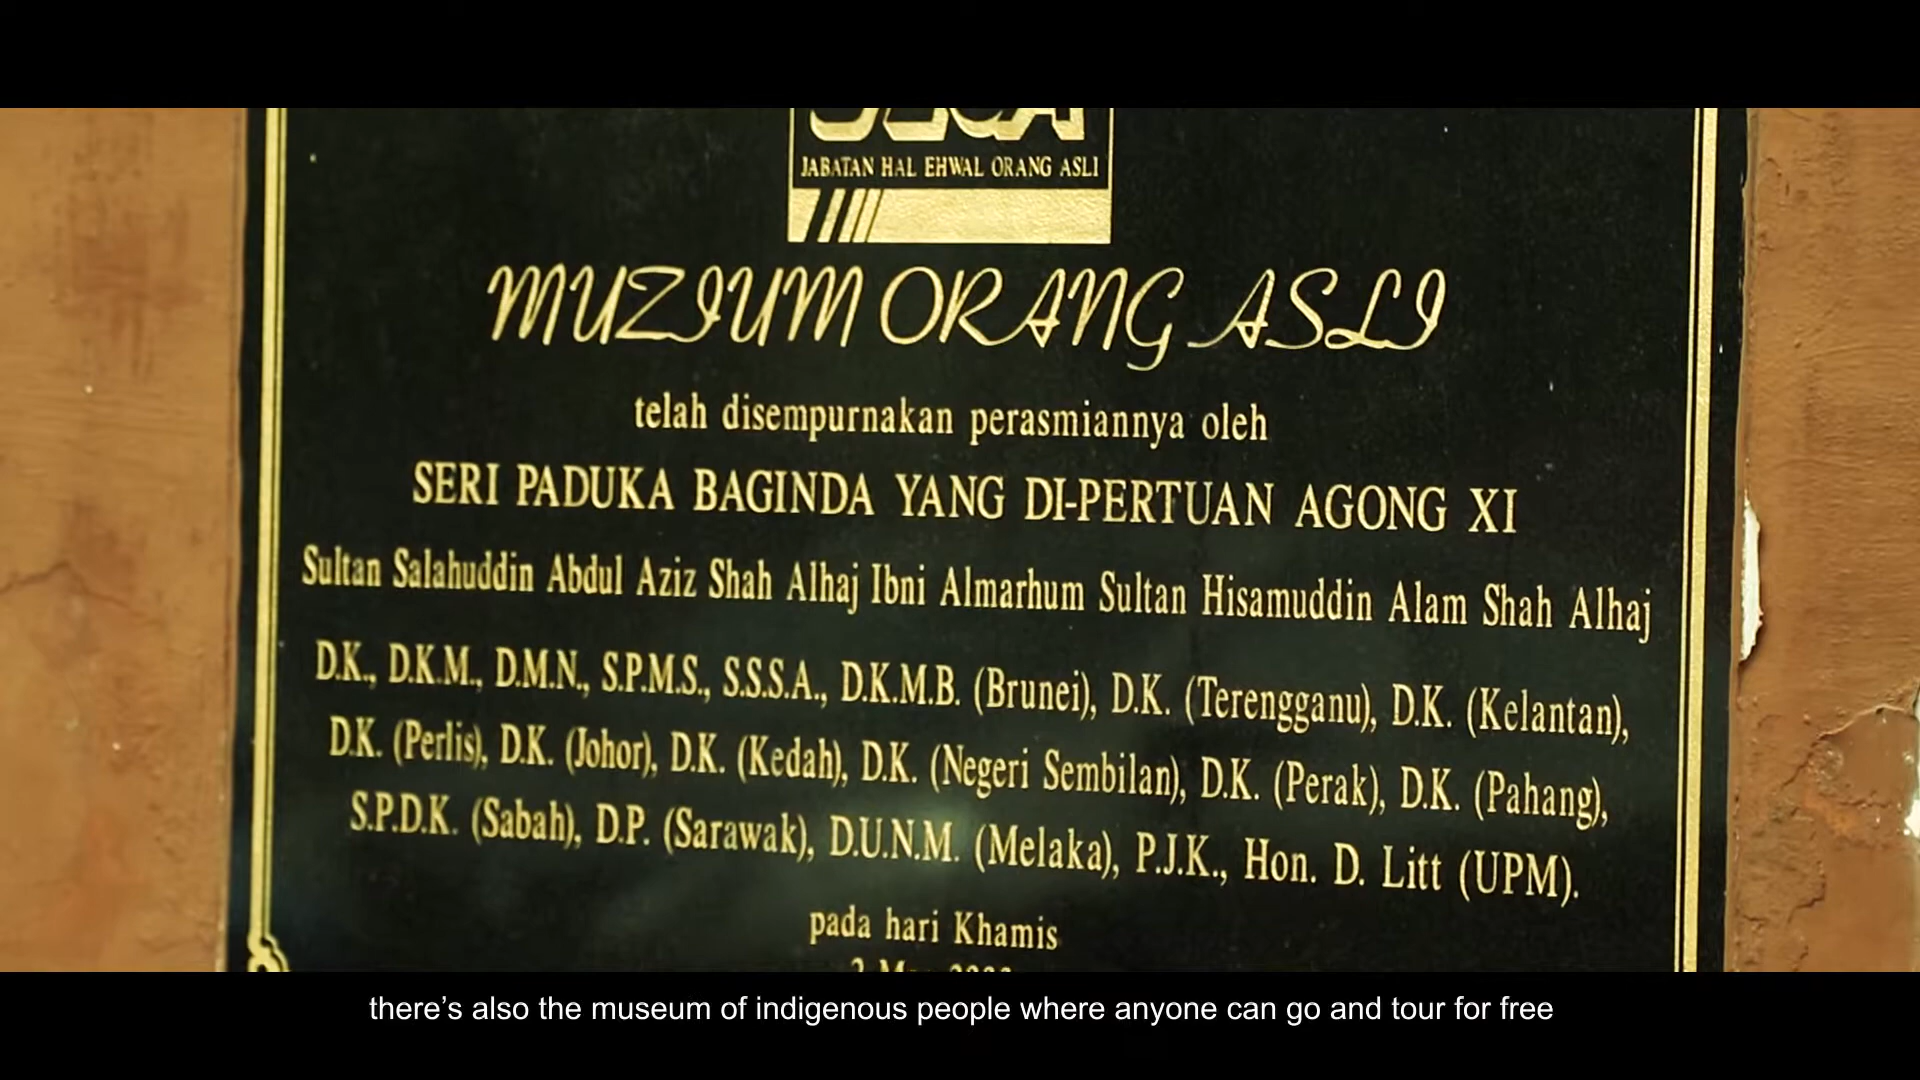 JABATAN HAL EHWAL ORANG ASLI
MUZIUM ORANG ASLI
telah disempurnakan perasmiannya oleh
SERI PADUKA BAGINDA YANG DI-PERTUAN AGONG XI
Sultan Salahuddin Abdul Aziz Shah Alhaj Ibni Almarhum Sultan Hisamuddin Alam Shah Alhaj
D.K., D.K.M., D.M.N., S.P.M.S., S.S.S.A., D.K.M.B. (Brunei), D.K. (Terengganu), D.K. (Kelantan),
D.K. (Perlis), D.K. (Johor), D.K. (Kedah), D.K. (Negeri Sembilan), D.K. (Perak), D.K. (Pahang),
S.P.D.K. (Sabah), D.P. (Sarawak), D.U.N.M. (Melaka), P.J.K., Hon. D. Litt (UPM).
pada hari Khamis
there’s also the museum of indigenous people where anyone can go and tour for free